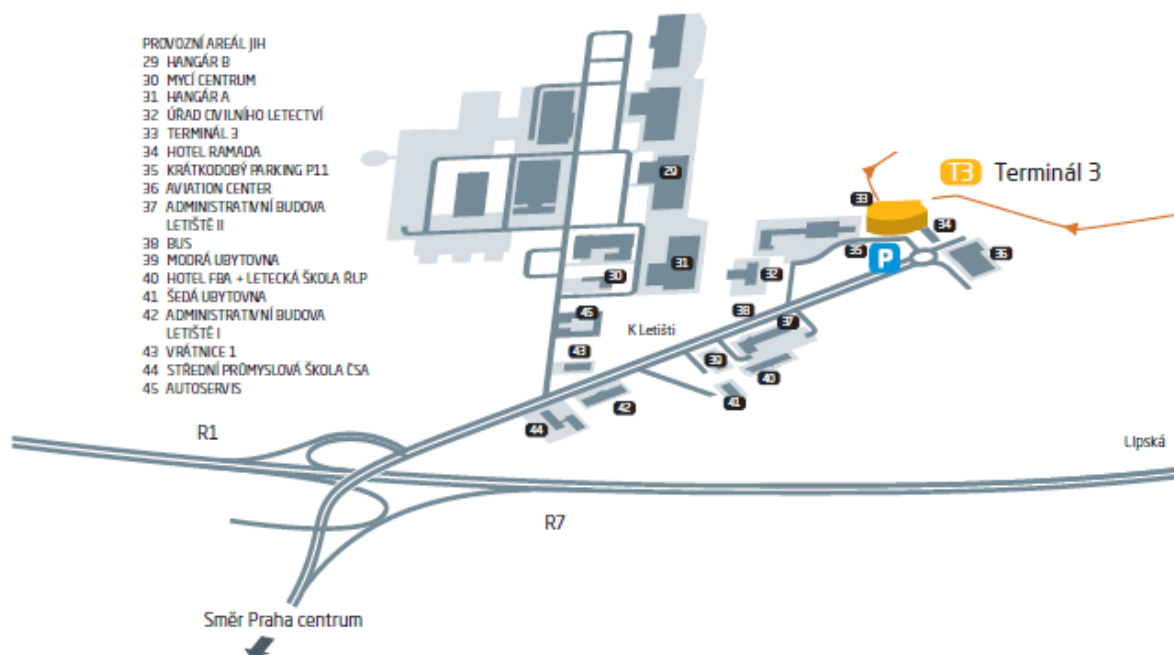 PROVOZNÍ AREÁL JIH
29 HANGÁR B
30 MYCÍ CENTRUM
31 HANGÁR A
32 ÚŘAD CIVILNÍHO LETECTVÍ
33 TERMINÁL 3
34 HOTEL RAMADA
35 KRÁTKODOBÝ PARKING P11
36 AVIATION CENTER
37 ADMINISTRATIVNÍ BUDOVA
LETIŠTĚ II
38 BUS
39 MODRÁ UBYTOVNA
40 HOTEL FBA + LETECKÁ ŠKOLA ŘLP
41 ŠEDÁ UBYTOVNA
42 ADMINISTRATIVNÍ BUDOVA
LETIŠTĚ I
43 VRÁTNICE 1
44 STŘEDNÍ PRŮMYSLOVÁ ŠKOLA ČSA
45 AUTOSERVIS
29
T3 Terminál 3
33
34
35
P
36
31
32
30
38
45
37
K Letišti
43
39
40
41
42
44
R1
Lipská
R7
Směr Praha centrum